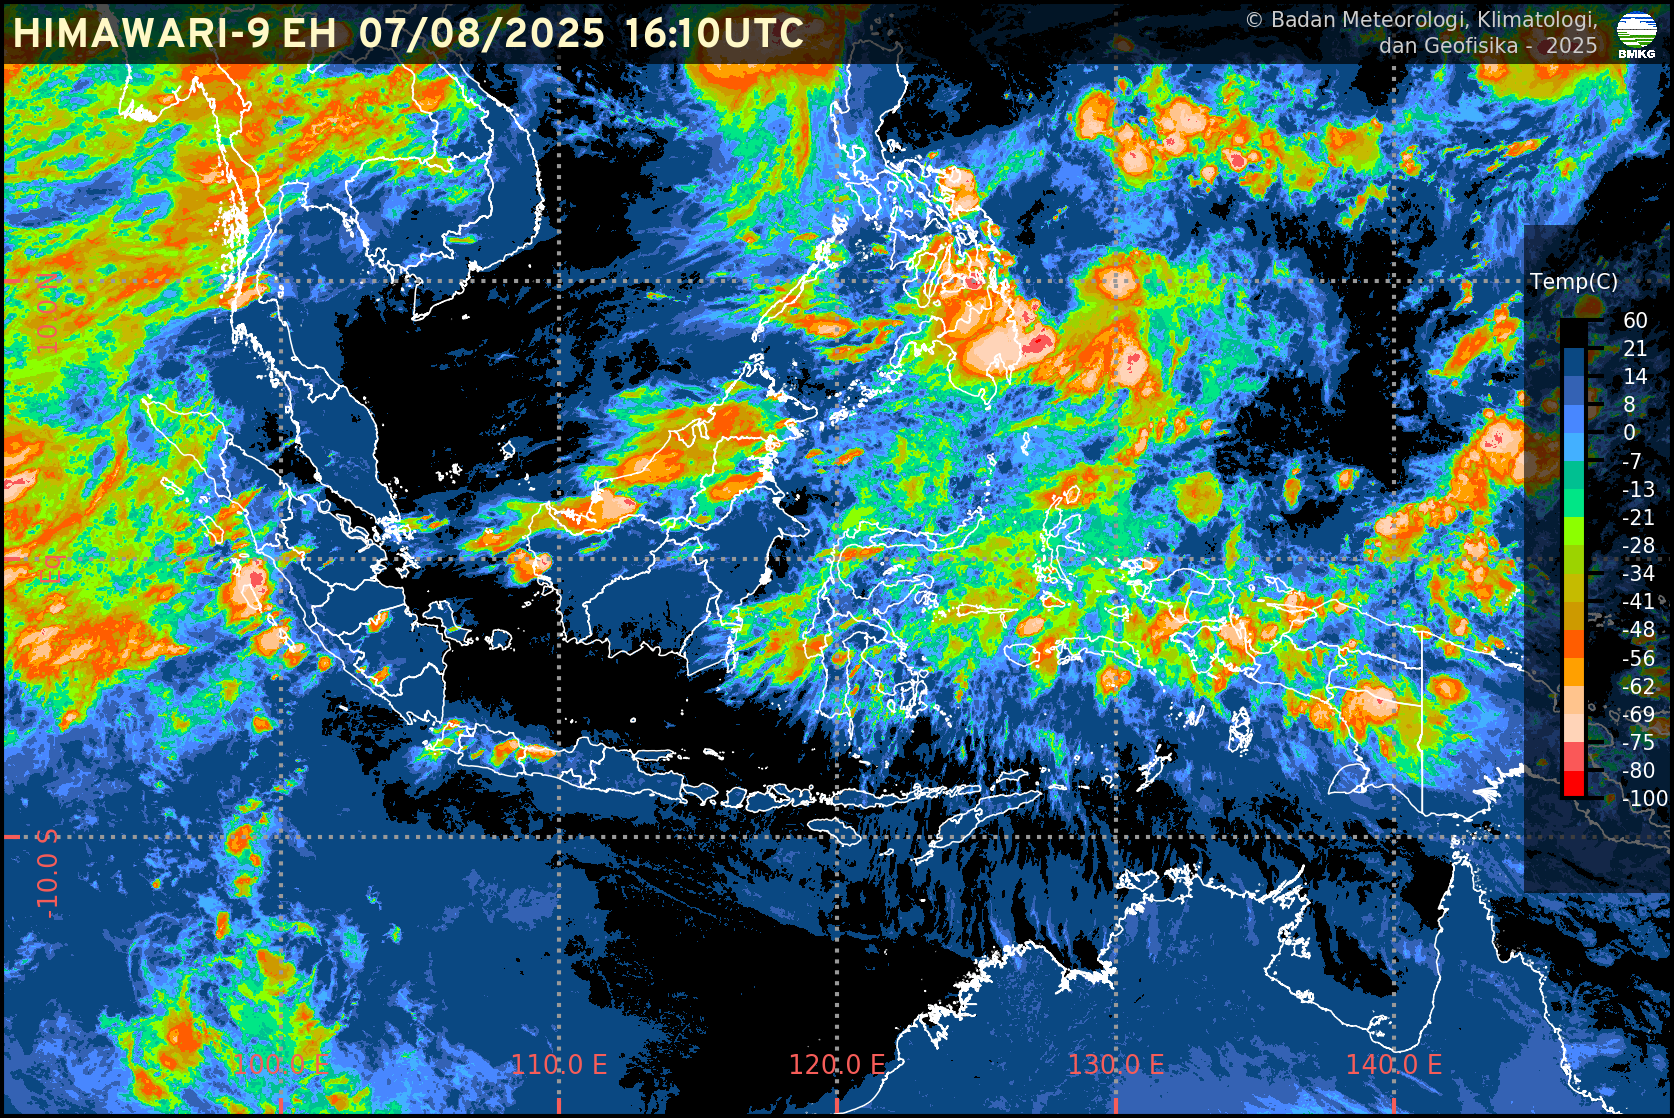 HIMAWARI-9 EH 07/08/2025 16:10UTC
© Badan Meteorologi, Klimatologi,
dan Geofisika - 2025
BMKG
Temp(C)
60
21
14
8
0
-7
-13
-21
-28
-34
-41
-48
-56
-62
-69
-75
-80
-100
10.0 N
Eq
-10.0 S
100.0 E
110.0 E
120.0 E
130.0 E
140.0 E